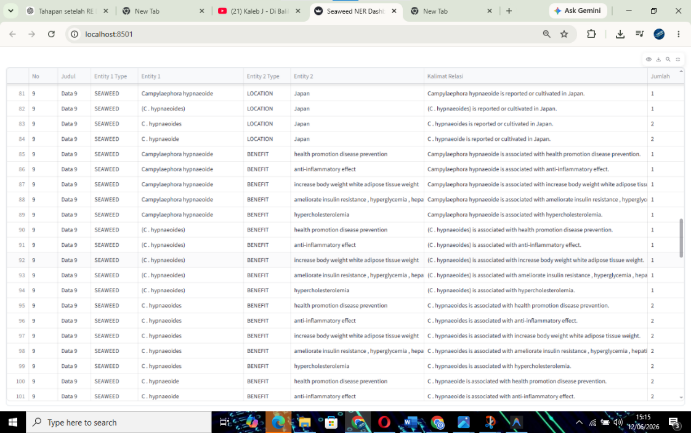 Tahapan setelah RE
New Tab
(21) Kaleb J - Di Bal
Seaweed NER Dash
New Tab
Ask Gemini
localhost:8501
No Judul Entity 1 Type Entity 1 Entity 2 Type Entity 2 Kalimat Relasi Jumlah
81 9 Data 9 SEAWEED Campylaephora hypnaeoide LOCATION Japan Campylaephora hypnaeoide is reported or cultivated in Japan. 1
82 9 Data 9 SEAWEED (C . hypnaeoides) LOCATION Japan (C . hypnaeoides) is reported or cultivated in Japan. 1
83 9 Data 9 SEAWEED C . hypnaeoides LOCATION Japan C . hypnaeoides is reported or cultivated in Japan. 2
84 9 Data 9 SEAWEED C . hypnaeoide LOCATION Japan C . hypnaeoide is reported or cultivated in Japan. 2
85 9 Data 9 SEAWEED Campylaephora hypnaeoide BENEFIT health promotion disease prevention Campylaephora hypnaeoide is associated with health promotion disease prevention. 1
86 9 Data 9 SEAWEED Campylaephora hypnaeoide BENEFIT anti-inflammatory effect Campylaephora hypnaeoide is associated with anti-inflammatory effect. 1
87 9 Data 9 SEAWEED Campylaephora hypnaeoide BENEFIT increase body weight white adipose tissue weight Campylaephora hypnaeoide is associated with increase body weight white adipose tiss 1
88 9 Data 9 SEAWEED Campylaephora hypnaeoide BENEFIT ameliorate insulin resistance , hyperglycemia , hepa Campylaephora hypnaeoide is associated with ameliorate insulin resistance , hypergly 1
89 9 Data 9 SEAWEED Campylaephora hypnaeoide BENEFIT hypercholesterolemia Campylaephora hypnaeoide is associated with hypercholesterolemia. 1
90 9 Data 9 SEAWEED (C . hypnaeoides) BENEFIT health promotion disease prevention (C . hypnaeoides) is associated with health promotion disease prevention. 1
91 9 Data 9 SEAWEED (C . hypnaeoides) BENEFIT anti-inflammatory effect (C . hypnaeoides) is associated with anti-inflammatory effect. 1
92 9 Data 9 SEAWEED (C . hypnaeoides) BENEFIT increase body weight white adipose tissue weight (C . hypnaeoides) is associated with increase body weight white adipose tissue weight. 1
93 9 Data 9 SEAWEED (C . hypnaeoides) BENEFIT ameliorate insulin resistance , hyperglycemia , hepa (C . hypnaeoides) is associated with ameliorate insulin resistance , hyperglycemia , hepa 1
94 9 Data 9 SEAWEED (C . hypnaeoides) BENEFIT hypercholesterolemia (C . hypnaeoides) is associated with hypercholesterolemia. 1
95 9 Data 9 SEAWEED C . hypnaeoides BENEFIT health promotion disease prevention C . hypnaeoides is associated with health promotion disease prevention. 2
96 9 Data 9 SEAWEED C . hypnaeoides BENEFIT anti-inflammatory effect C . hypnaeoides is associated with anti-inflammatory effect. 2
97 9 Data 9 SEAWEED C . hypnaeoides BENEFIT increase body weight white adipose tissue weight C . hypnaeoides is associated with increase body weight white adipose tissue weight. 2
98 9 Data 9 SEAWEED C . hypnaeoides BENEFIT ameliorate insulin resistance , hyperglycemia , hepa C . hypnaeoides is associated with ameliorate insulin resistance , hyperglycemia , hepati 2
99 9 Data 9 SEAWEED C . hypnaeoides BENEFIT hypercholesterolemia C . hypnaeoides is associated with hypercholesterolemia. 2
100 9 Data 9 SEAWEED C . hypnaeoide BENEFIT health promotion disease prevention C . hypnaeoide is associated with health promotion disease prevention. 2
101 9 Data 9 SEAWEED C . hypnaeoide BENEFIT anti-inflammatory effect C . hypnaeoide is associated with anti-inflammatory effect. 2
Type here to search
15:15
12/06/2026